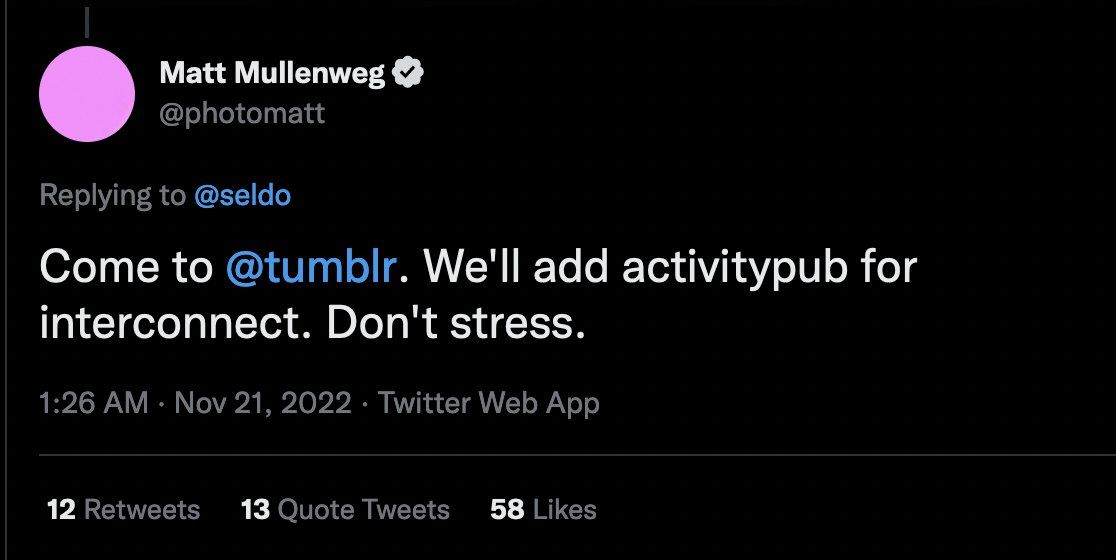 Matt Mullenweg
@photomatt
Replying to @seldo
Come to @tumblr. We'll add activitypub for
interconnect. Don't stress.
1:26 AM · Nov 21, 2022 · Twitter Web App
12 Retweets 13 Quote Tweets 58 Likes